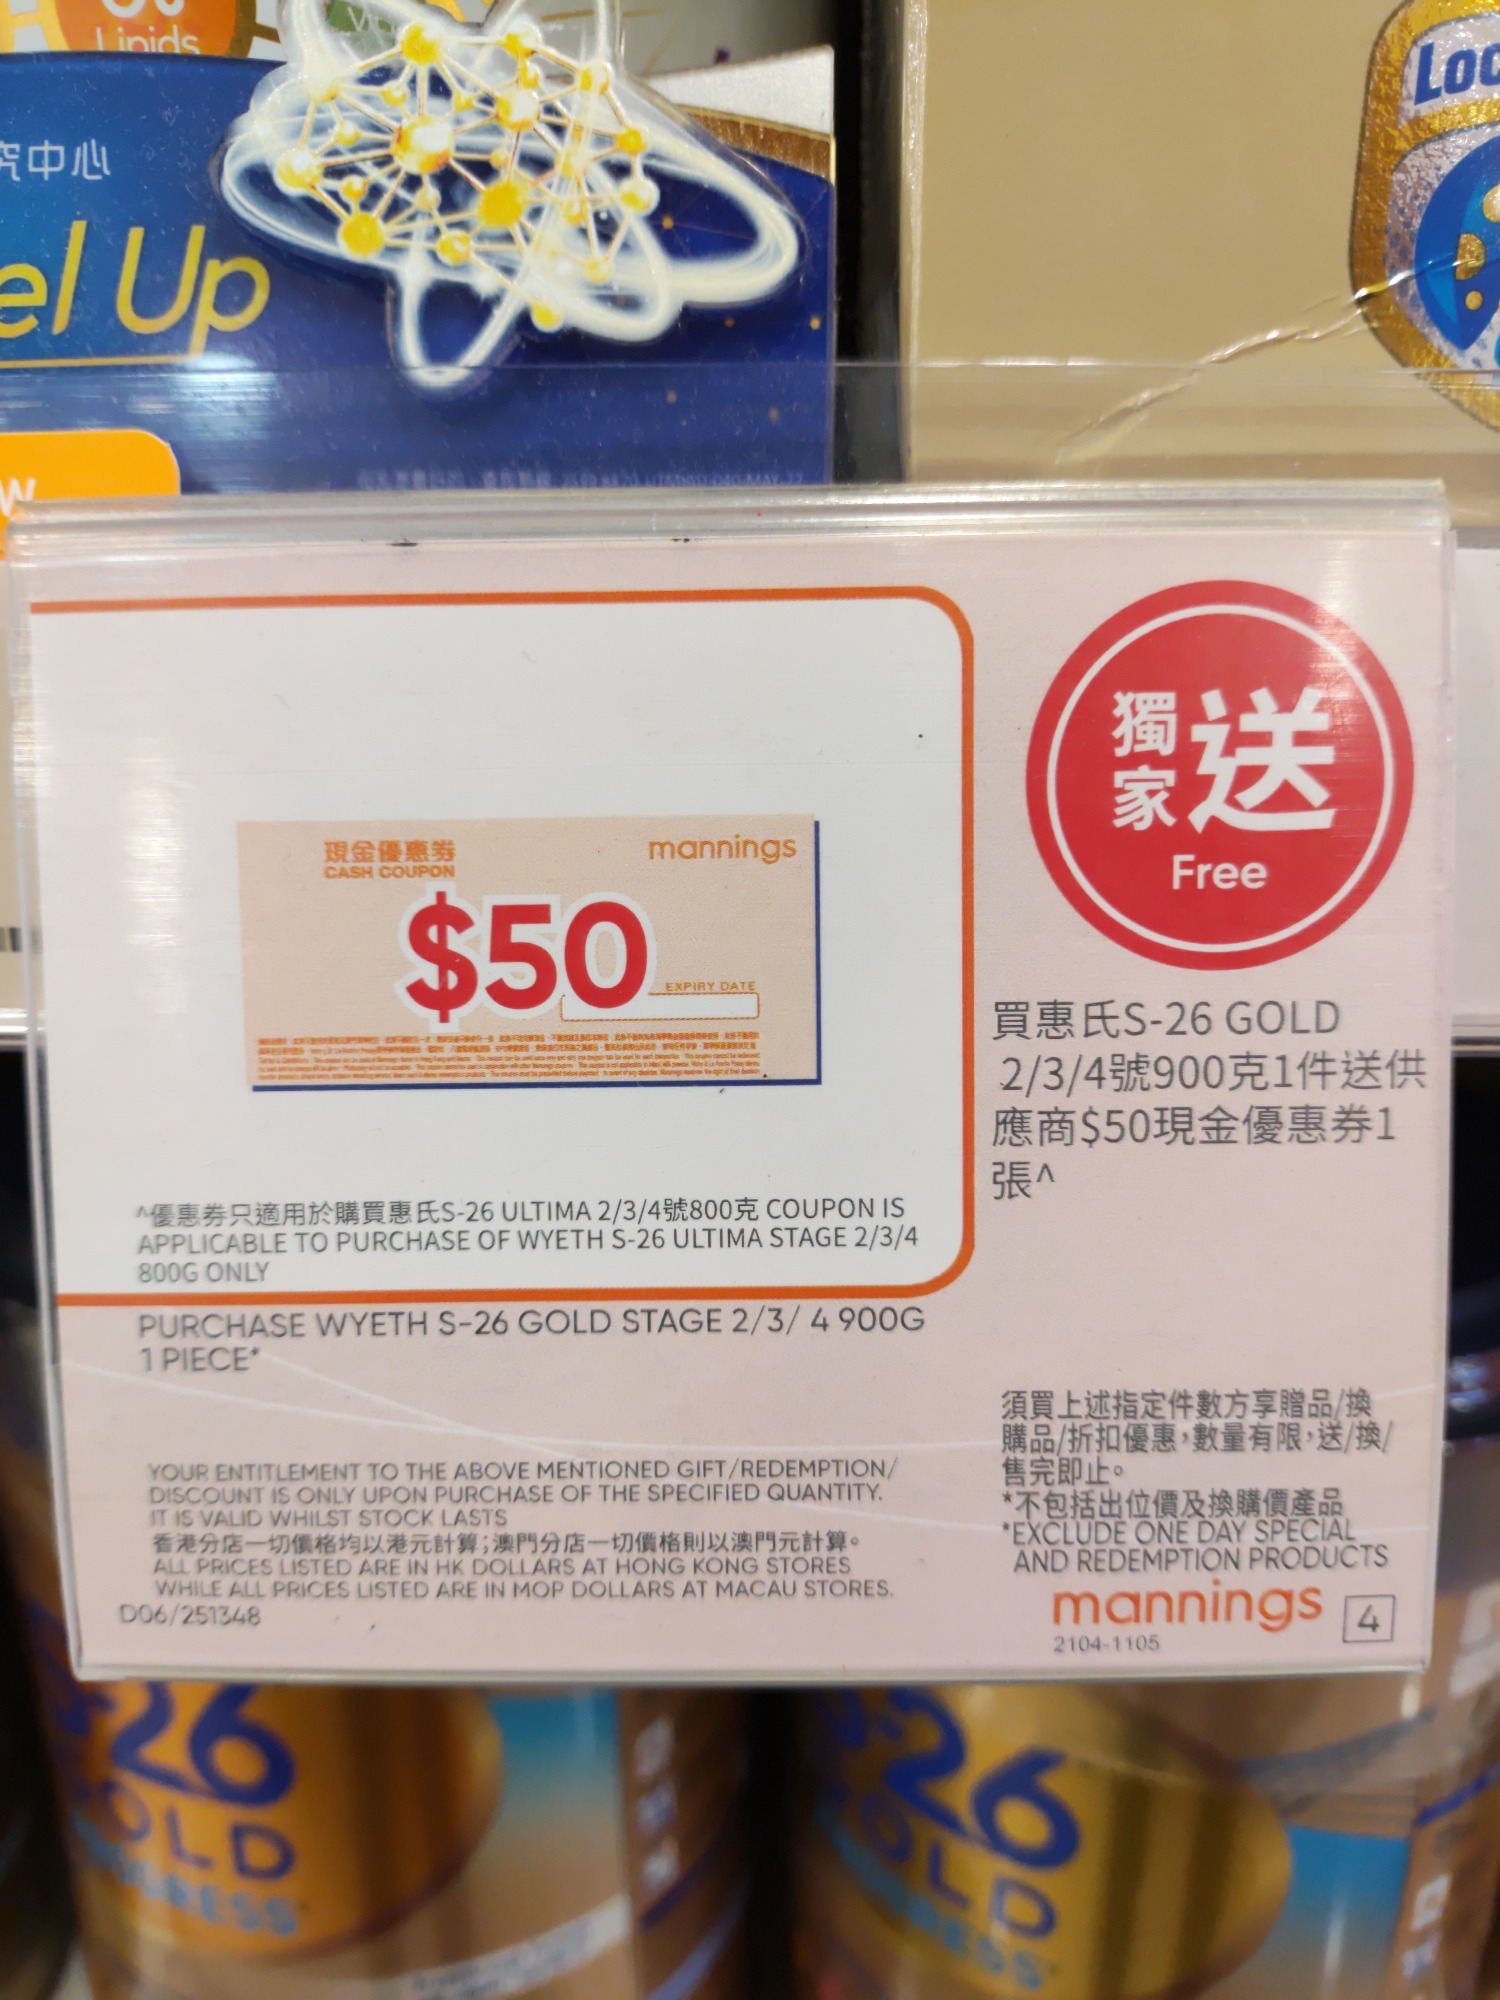 Lipids
究中心
el Up
Loc
w
獨家送
Free
現金優惠券
CASH COUPON
mannings
$50
EXPIRY DATE
買惠氏S-26 GOLD
2/3/4號900克1件送供
應商$50現金優惠券1
張^
^優惠券只適用於購買惠氏S-26 ULTIMA 2/3/4號800克 COUPON IS
APPLICABLE TO PURCHASE OF WYETH S-26 ULTIMA STAGE 2/3/4
800G ONLY
PURCHASE WYETH S-26 GOLD STAGE 2/3/ 4 900G
1 PIECE*
YOUR ENTITLEMENT TO THE ABOVE MENTIONED GIFT/REDEMPTION/
DISCOUNT IS ONLY UPON PURCHASE OF THE SPECIFIED QUANTITY.
IT IS VALID WHILST STOCK LASTS
香港分店一切價格均以港元計算；澳門分店一切價格則以澳門元計算。
ALL PRICES LISTED ARE IN HK DOLLARS AT HONG KONG STORES
WHILE ALL PRICES LISTED ARE IN MOP DOLLARS AT MACAU STORES.
D06/251348
須買上述指定件數方享贈品/換
購品/折扣優惠，數量有限，送/換/
售完即止。
*不包括出位價及換購價產品
*EXCLUDE ONE DAY SPECIAL
AND REDEMPTION PRODUCTS
mannings 4
2104-1105
-26
OLD
GRESS
-26
OLD